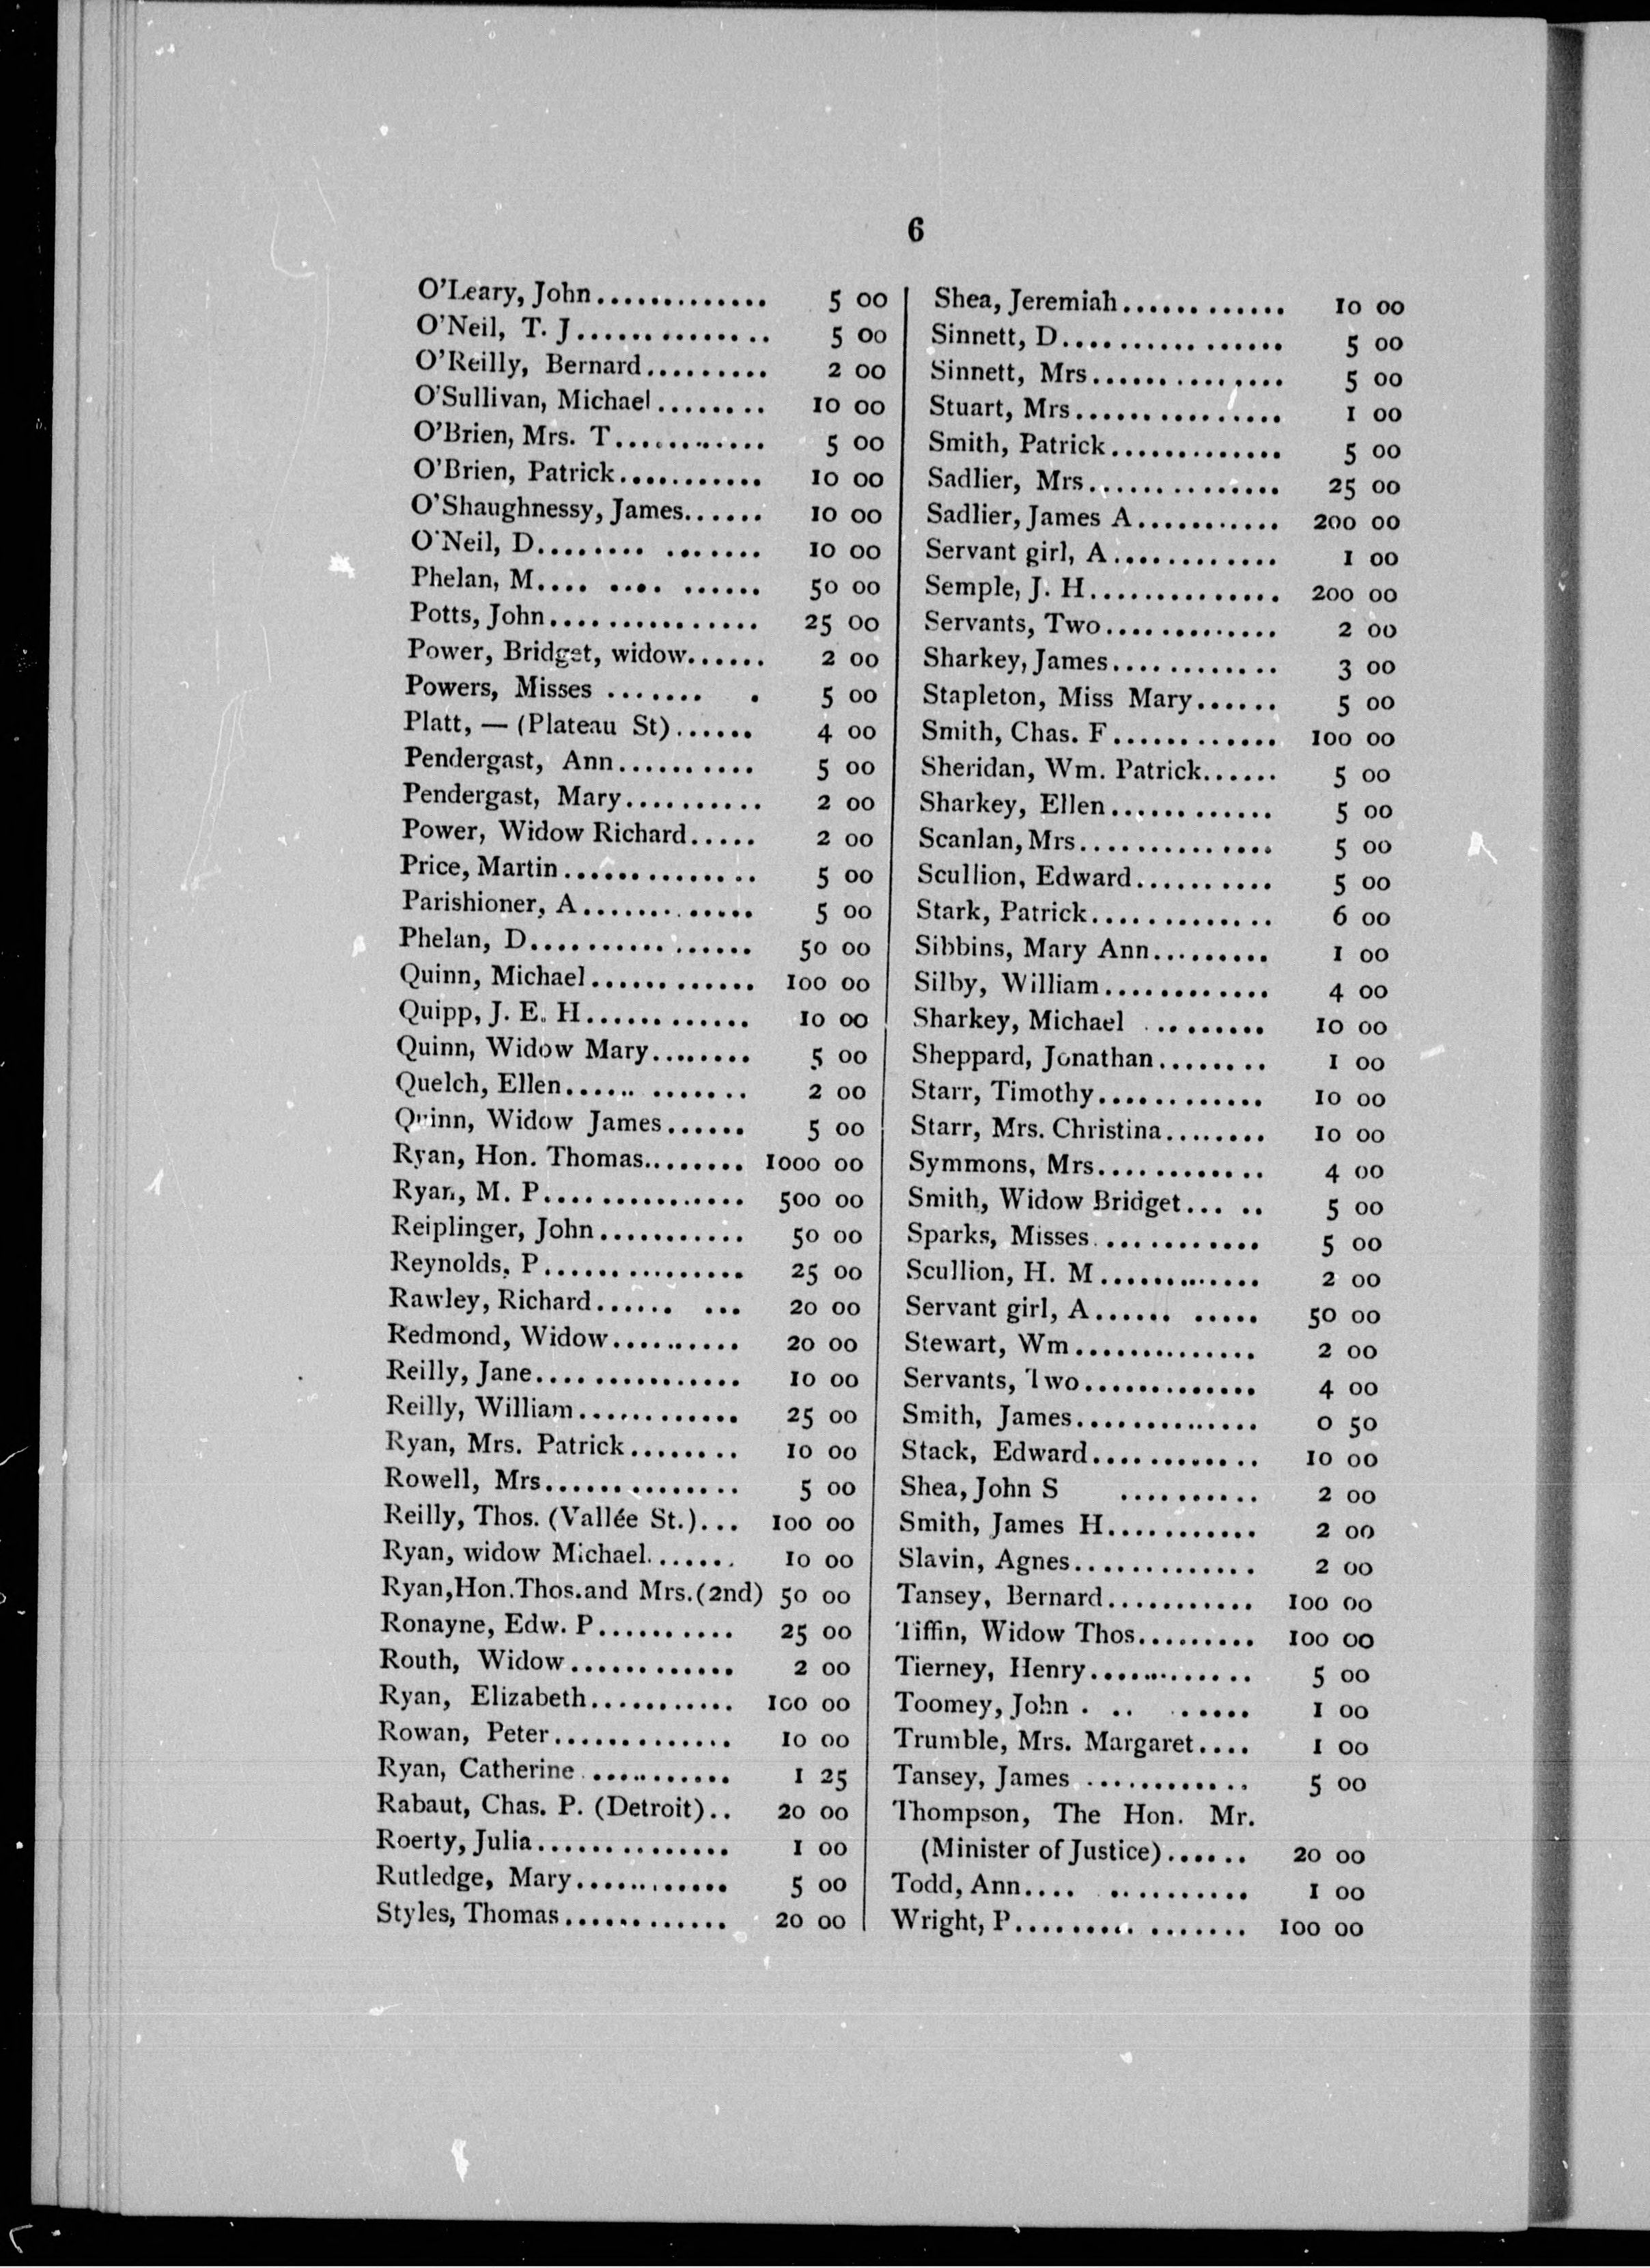 6
O'Leary, John............. 5 00
O'Neil, T. J............... 5 00
O'Reilly, Bernard......... 2 00
O'Sullivan, Michael........ 10 00
O'Brien, Mrs. T........... 5 00
O'Brien, Patrick........... 10 00
O'Shaughnessy, James...... 10 00
O'Neil, D........ ....... 10 00
Phelan, M.... .... ...... 50 00
Potts, John................ 25 00
Power, Bridget, widow...... 2 00
Powers, Misses ....... . 5 00
Platt, — (Plateau St)...... 4 00
Pendergast, Ann.......... 5 00
Pendergast, Mary.......... 2 00
Power, Widow Richard..... 2 00
Price, Martin.............. 5 00
Parishioner, A............. 5 00
Phelan, D................ 50 00
Quinn, Michael............ 100 00
Quipp, J. E. H............ 10 00
Quinn, Widow Mary........ 5 00
Quelch, Ellen...... ....... 2 00
Quinn, Widow James...... 5 00
Ryan, Hon. Thomas........ 1000 00
Ryan, M. P............... 500 00
Reiplinger, John........... 50 00
Reynolds, P............... 25 00
Rawley, Richard...... ... 20 00
Redmond, Widow.......... 20 00
Reilly, Jane................ 10 00
Reilly, William............ 25 00
Ryan, Mrs. Patrick........ 10 00
Rowell, Mrs.............. 5 00
Reilly, Thos. (Vallée St.)... 100 00
Ryan, widow Michael....... 10 00
Ryan,Hon.Thos.and Mrs.(2nd) 50 00
Ronayne, Edw. P.......... 25 00
Routh, Widow............ 2 00
Ryan, Elizabeth........... 100 00
Rowan, Peter............. 10 00
Ryan, Catherine........... 1 25
Rabaut, Chas. P. (Detroit).. 20 00
Roerty, Julia.............. 1 00
Rutledge, Mary........... 5 00
Styles, Thomas............ 20 00
Shea, Jeremiah............ 10 00
Sinnett, D................ 5 00
Sinnett, Mrs.............. 5 00
Stuart, Mrs............... 1 00
Smith, Patrick............. 5 00
Sadlier, Mrs............... 25 00
Sadlier, James A........... 200 00
Servant girl, A............. 1 00
Semple, J. H.............. 200 00
Servants, Two............. 2 00
Sharkey, James............ 3 00
Stapleton, Miss Mary...... 5 00
Smith, Chas. F............ 100 00
Sheridan, Wm. Patrick...... 5 00
Sharkey, Ellen............ 5 00
Scanlan, Mrs.............. 5 00
Scullion, Edward.......... 5 00
Stark, Patrick............. 6 00
Sibbins, Mary Ann......... 1 00
Silby, William............ 4 00
Sharkey, Michael ......... 10 00
Sheppard, Jonathan........ 1 00
Starr, Timothy............ 10 00
Starr, Mrs. Christina........ 10 00
Symmons, Mrs............ 4 00
Smith, Widow Bridget... .. 5 00
Sparks, Misses............ 5 00
Scullion, H. M............ 2 00
Servant girl, A...... ..... 50 00
Stewart, Wm.............. 2 00
Servants, Two............. 4 00
Smith, James............. 0 50
Stack, Edward............ 10 00
Shea, John S .......... 2 00
Smith, James H........... 2 00
Slavin, Agnes............. 2 00
Tansey, Bernard........... 100 00
Tiffin, Widow Thos......... 100 00
Tierney, Henry............ 5 00
Toomey, John . .. ..... 1 00
Trumble, Mrs. Margaret.... 1 00
Tansey, James............ 5 00
Thompson, The Hon. Mr.
(Minister of Justice)...... 20 00
Todd, Ann.... .......... 1 00
Wright, P......... ....... 100 00